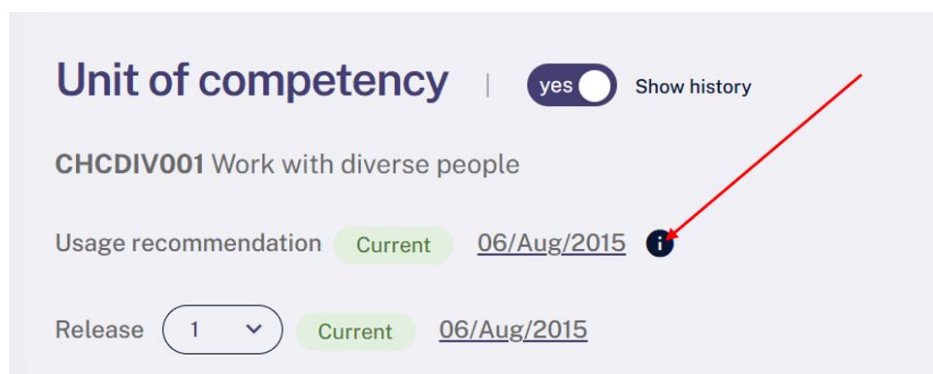 Unit of competency | yes Show history
CHCDIV001 Work with diverse people
Usage recommendation Current 06/Aug/2015 i
Release 1 Current 06/Aug/2015